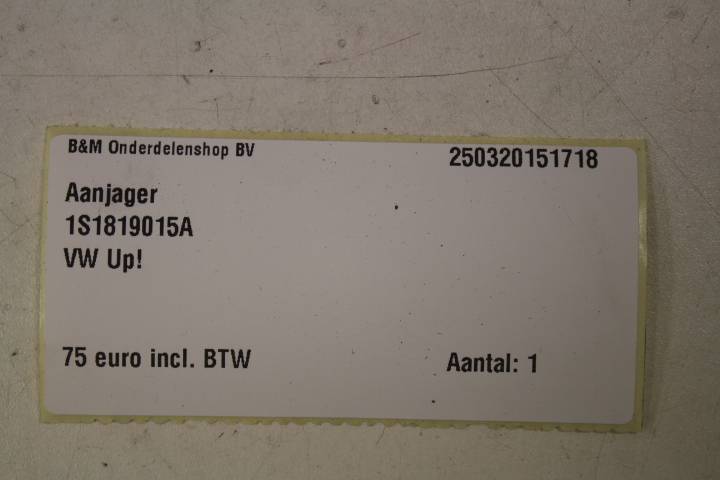 B&M Onderdelenshop BV 250320151718
Aanjager
1S1819015A
VW Up!
75 euro incl. BTW Aantal: 1